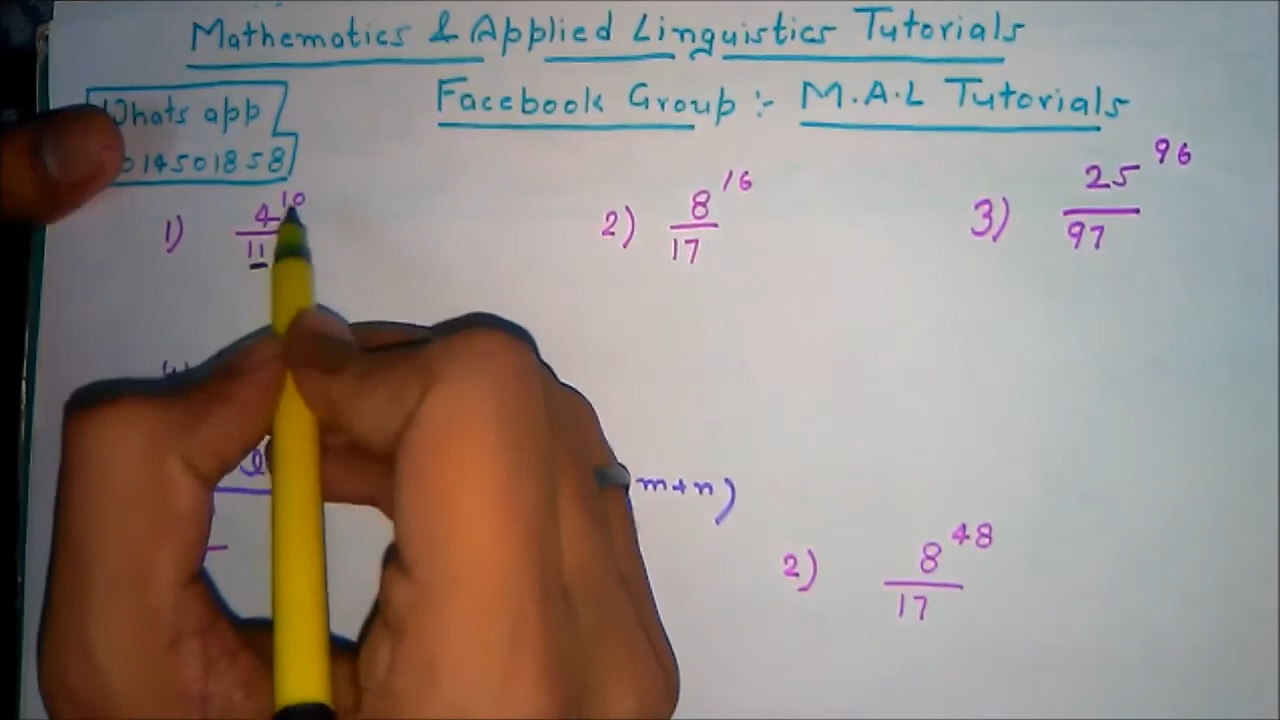 Mathematics & Applied Linguistics Tutorials
Facebook Group :- M.A.L Tutorials
Whats app
014501858
1) 4^10 / 11
2) 8^16 / 17
3) 25^96 / 97
m+n)
2) 8^48 / 17